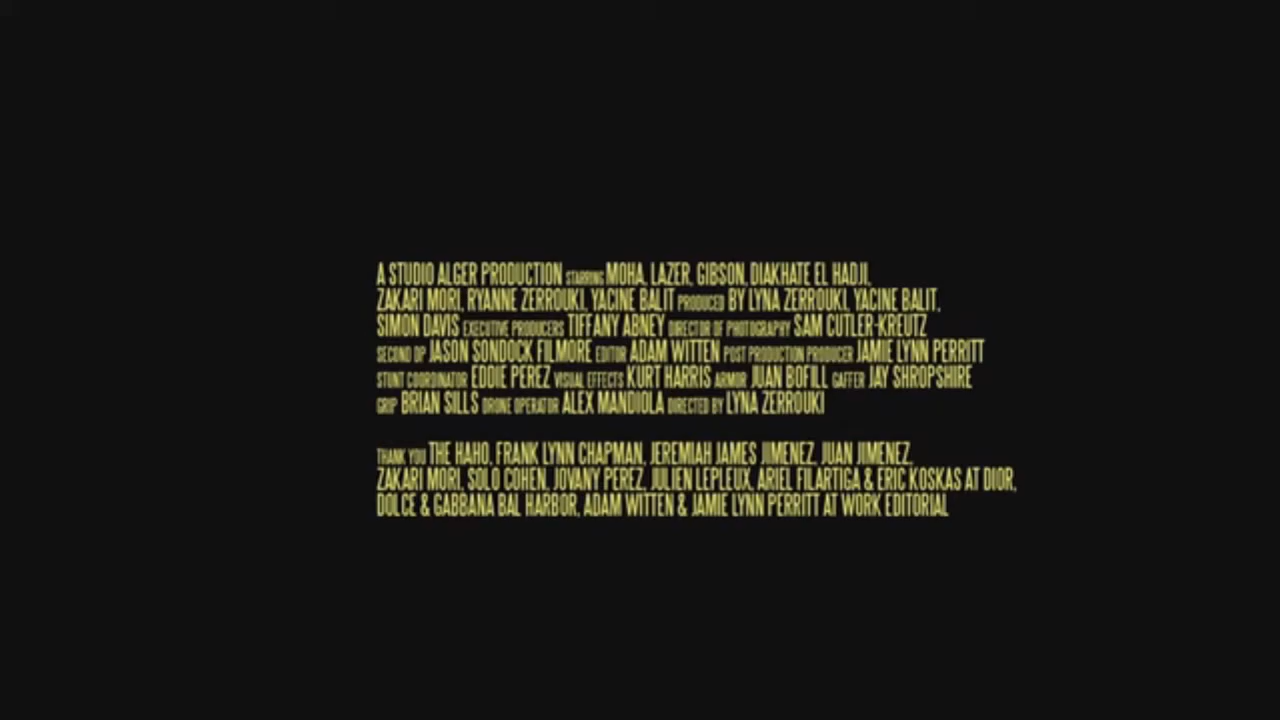 A STUDIO ALGER PRODUCTION STARRING MOHA, LAZER, GIBSON, DIAKHATE EL HADJI,
ZAKARI MORI, RYANNE ZERROUKI, YACINE BALIT PRODUCED BY LYNA ZERROUKI, YACINE BALIT,
SIMON DAVIS EXECUTIVE PRODUCERS TIFFANY ABNEY DIRECTOR OF PHOTOGRAPHY SAM CUTLER-KREUTZ
SECOND DP JASON SONDOCK FILMORE EDITOR ADAM WITTEN POST PRODUCTION PRODUCER JAMIE LYNN PERRITT
STUNT COORDINATOR EDDIE PEREZ VISUAL EFFECTS KURT HARRIS ARMOR JUAN BOFILL GAFFER JAY SHROPSHIRE
GRIP BRIAN SILLS DRONE OPERATOR ALEX MANDIOLA DIRECTED BY LYNA ZERROUKI
THANK YOU THE HAHO, FRANK LYNN CHAPMAN, JEREMIAH JAMES JIMENEZ, JUAN JIMENEZ,
ZAKARI MORI, SOLO COHEN, JOVANY PEREZ, JULIEN LEPLEUX, ARIEL FILARTIGA & ERIC KOSKAS AT DIOR,
DOLCE & GABBANA BAL HARBOR, ADAM WITTEN & JAMIE LYNN PERRITT AT WORK EDITORIAL